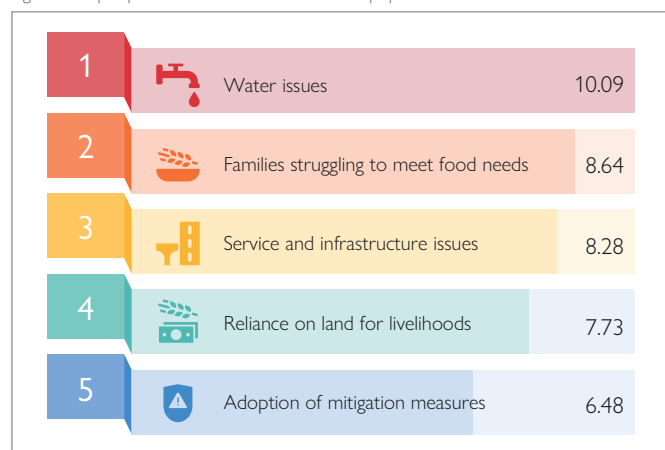 1
Water issues 10.09
2
Families struggling to meet food needs 8.64
3
Service and infrastructure issues 8.28
4
Reliance on land for livelihoods 7.73
5
Adoption of mitigation measures 6.48